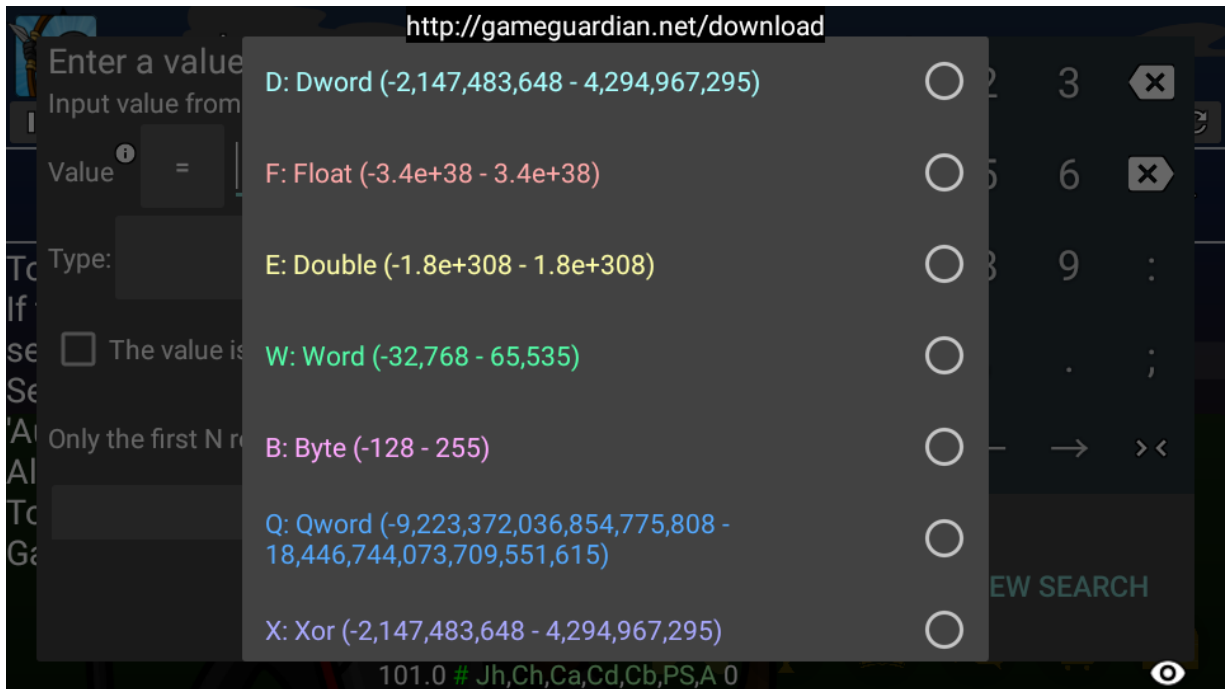 http://gameguardian.net/download
Enter a value
Input value from
Value i =
Type:
The value is
Only the first N
D: Dword (-2,147,483,648 - 4,294,967,295)
F: Float (-3.4e+38 - 3.4e+38)
E: Double (-1.8e+308 - 1.8e+308)
W: Word (-32,768 - 65,535)
B: Byte (-128 - 255)
Q: Qword (-9,223,372,036,854,775,808 -
18,446,744,073,709,551,615)
X: Xor (-2,147,483,648 - 4,294,967,295)
3
6
9 :
. ;
SEARCH
101.0 # Jh,Ch,Ca,Cd,Cb,PS,A 0